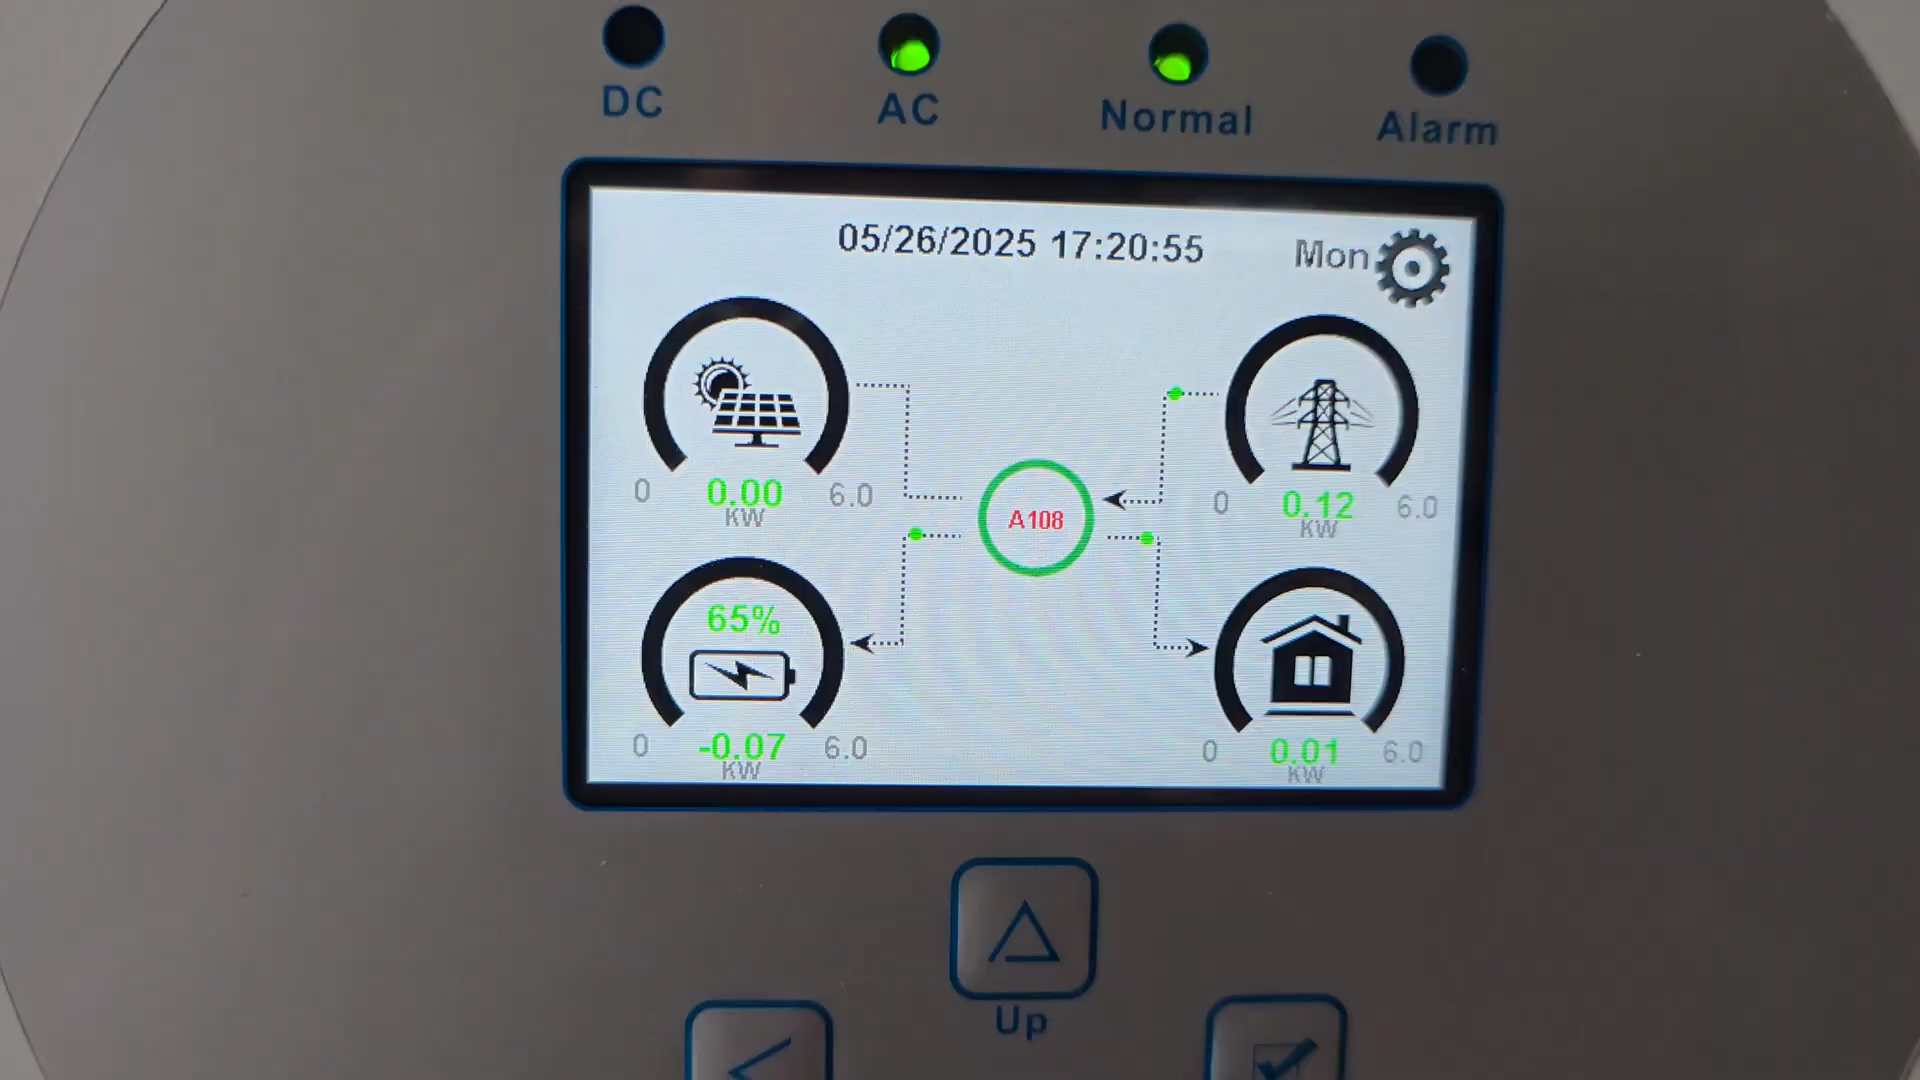 DC
AC
Normal
Alarm
05/26/2025 17:20:55
Mon
0
0.00
6.0
KW
0
0.12
6.0
KW
A108
65%
0
-0.07
6.0
KW
0
0.01
6.0
KW
Up